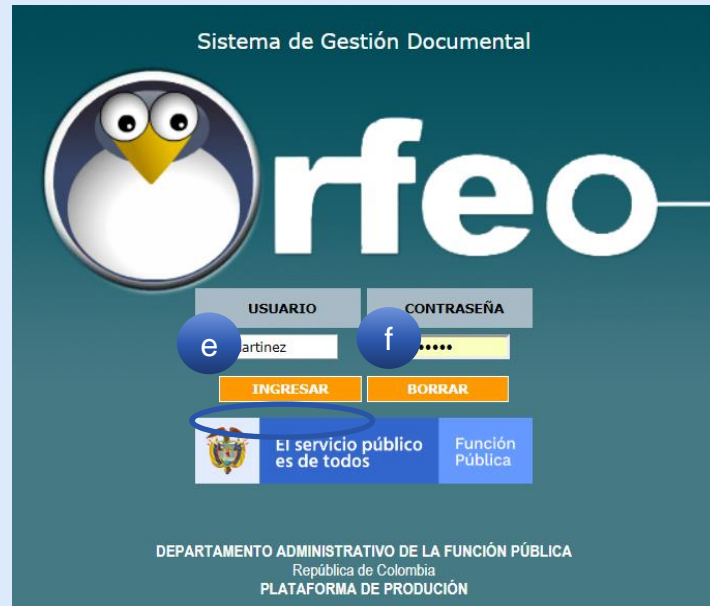 Sistema de Gestión Documental
Orfeo
USUARIO CONTRASEÑA
e artinez f •••••
INGRESAR BORRAR
El servicio público
es de todos
Función
Pública
DEPARTAMENTO ADMINISTRATIVO DE LA FUNCIÓN PÚBLICA
República de Colombia
PLATAFORMA DE PRODUCIÓN